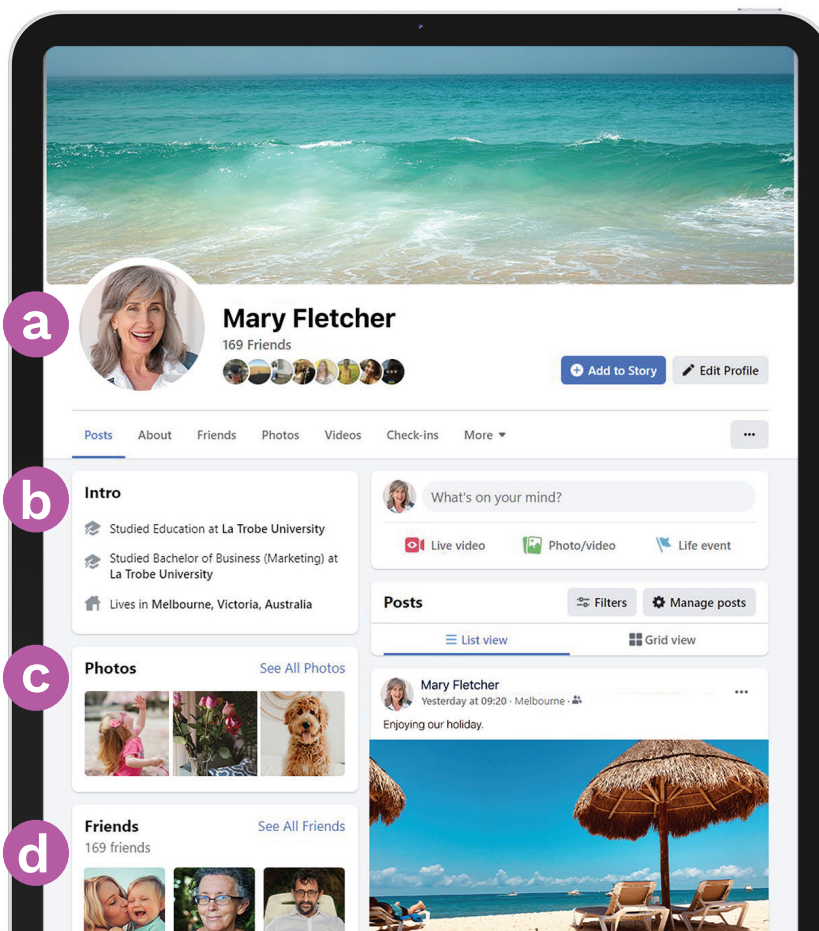 a
Mary Fletcher
169 Friends
Add to Story
Edit Profile
Posts
About
Friends
Photos
Videos
Check-ins
More
b
Intro
Studied Education at La Trobe University
Studied Bachelor of Business (Marketing) at
La Trobe University
Lives in Melbourne, Victoria, Australia
What's on your mind?
Live video
Photo/video
Life event
Posts
Filters
Manage posts
List view
Grid view
c
Photos
See All Photos
Mary Fletcher
Yesterday at 09:20 · Melbourne ·
Enjoying our holiday.
d
Friends
See All Friends
169 friends